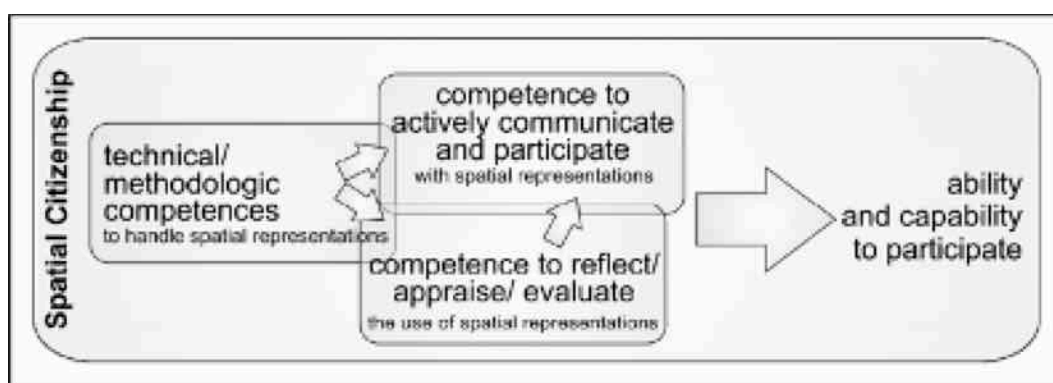 Spatial Citizenship
technical/
methodologic
competences
to handle spatial representations
competence to
actively communicate
and participate
with spatial representations
competence to reflect/
appraise/ evaluate
the use of spatial representations
ability
and capability
to participate